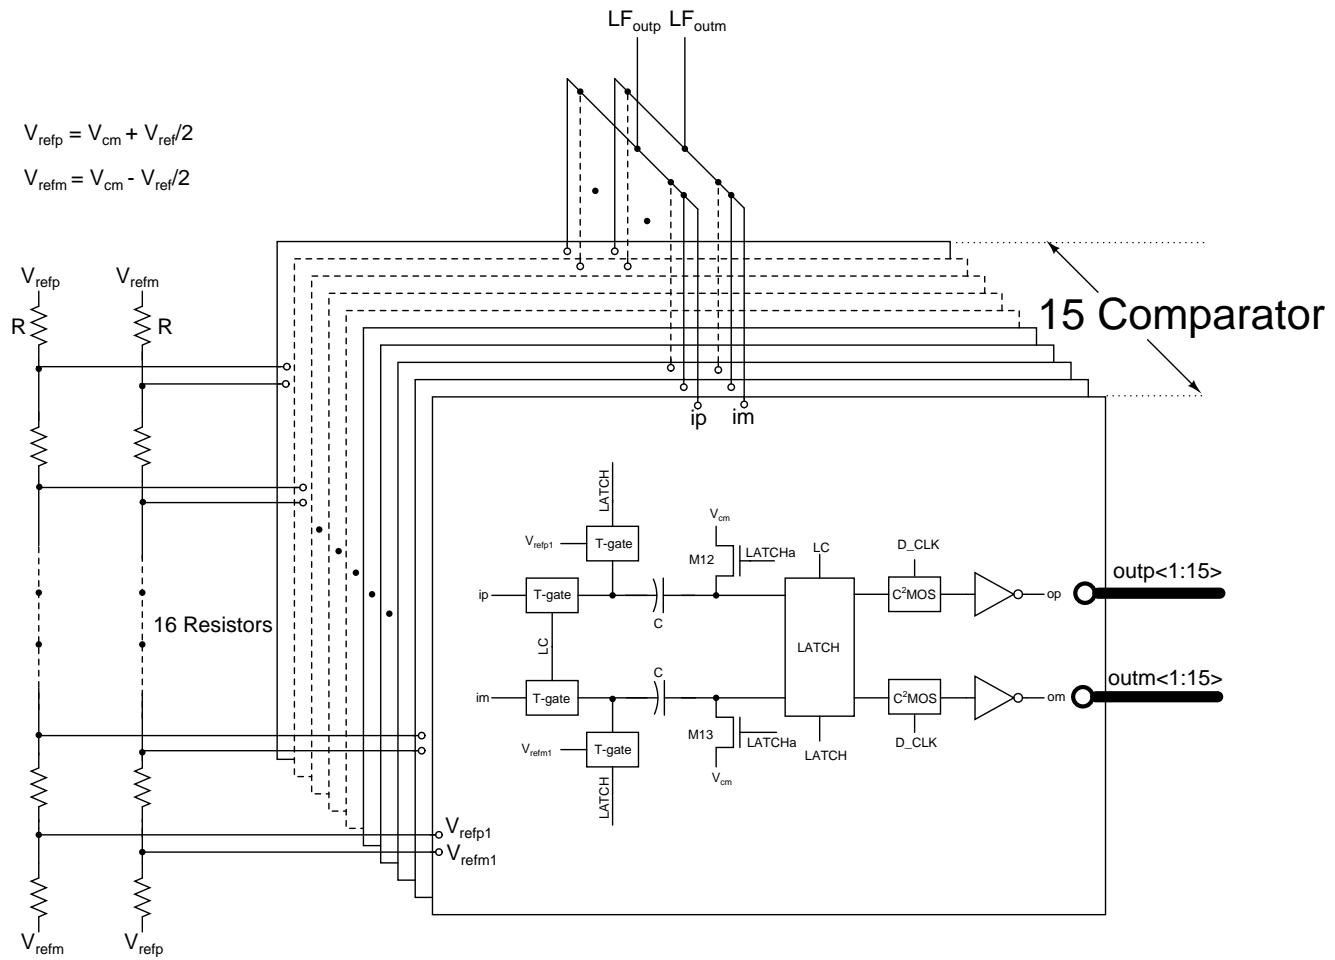 LF_outp LF_outm
V_refp = V_cm + V_ref/2
V_refm = V_cm - V_ref/2
V_refp
V_refm
R
R
15 Comparator
ip
im
LATCH
V_refp1
T-gate
V_cm
M12
LATCHa
LC
D_CLK
ip
T-gate
C
C²MOS
op
outp<1:15>
16 Resistors
LC
LATCH
im
T-gate
C
C²MOS
om
outm<1:15>
V_refm1
T-gate
M13
LATCHa
LATCH
D_CLK
V_cm
LATCH
V_refp1
V_refm1
V_refm
V_refp